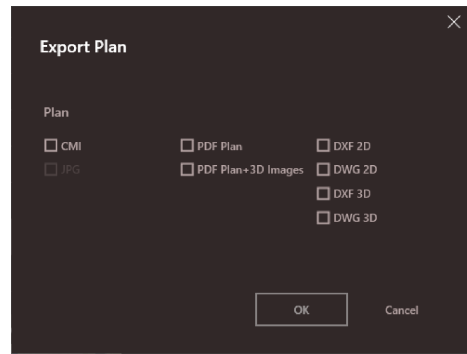 Export Plan
Plan
CMI
PDF Plan
DXF 2D
JPG
PDF Plan+3D Images
DWG 2D
DXF 3D
DWG 3D
OK
Cancel